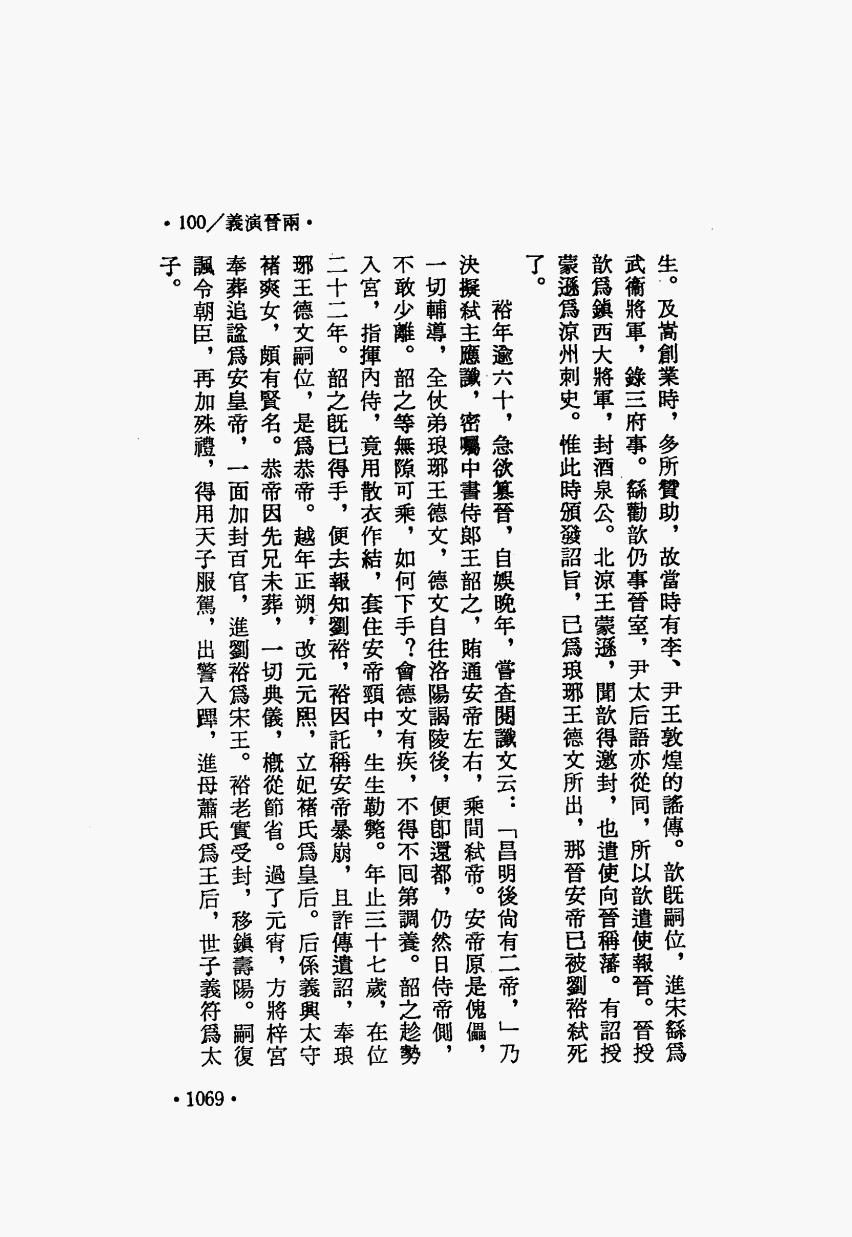 ·100／義演晉兩·
生。及嵩創業時，多所贊助，故當時有李、尹王敦煌的謠傳。歆旣嗣位，進宋繇爲
武衞將軍，錄三府事。繇勸歆仍事晉室，尹太后語亦從同，所以歆遣使報晉。晉授
歆爲鎭西大將軍，封酒泉公。北涼王蒙遜，聞歆得邀封，也遣使向晉稱藩。有詔授
蒙遜爲涼州刺史。惟此時頒發詔旨，已爲琅琊王德文所出，那晉安帝已被劉裕弒死
了。
裕年逾六十，急欲篡晉，自娛晚年，嘗查閱讖文云：「昌明後尙有二帝，」乃
決擬弒主應讖，密囑中書侍郞王韶之，賄通安帝左右，乘間弒帝。安帝原是傀儡，
一切輔導，全仗弟琅琊王德文，德文自往洛陽謁陵後，便卽還都，仍然日侍帝側，
不敢少離。韶之等無隙可乘，如何下手？會德文有疾，不得不回第調養。韶之趁勢
入宮，指揮內侍，竟用散衣作結，套住安帝頸中，生生勒斃。年止三十七歲，在位
二十二年。韶之旣已得手，便去報知劉裕，裕因託稱安帝暴崩，且詐傳遺詔，奉琅
琊王德文嗣位，是爲恭帝。越年正朔，改元元熙，立妃褚氏爲皇后。后係義興太守
褚爽女，頗有賢名。恭帝因先兄未葬，一切典儀，槪從節省。過了元宵，方將梓宮
奉葬追諡爲安皇帝，一面加封百官，進劉裕爲宋王。裕老實受封，移鎭壽陽。嗣復
諷令朝臣，再加殊禮，得用天子服駕，出警入蹕，進母蕭氏爲王后，世子義符爲太
子。
·1069·